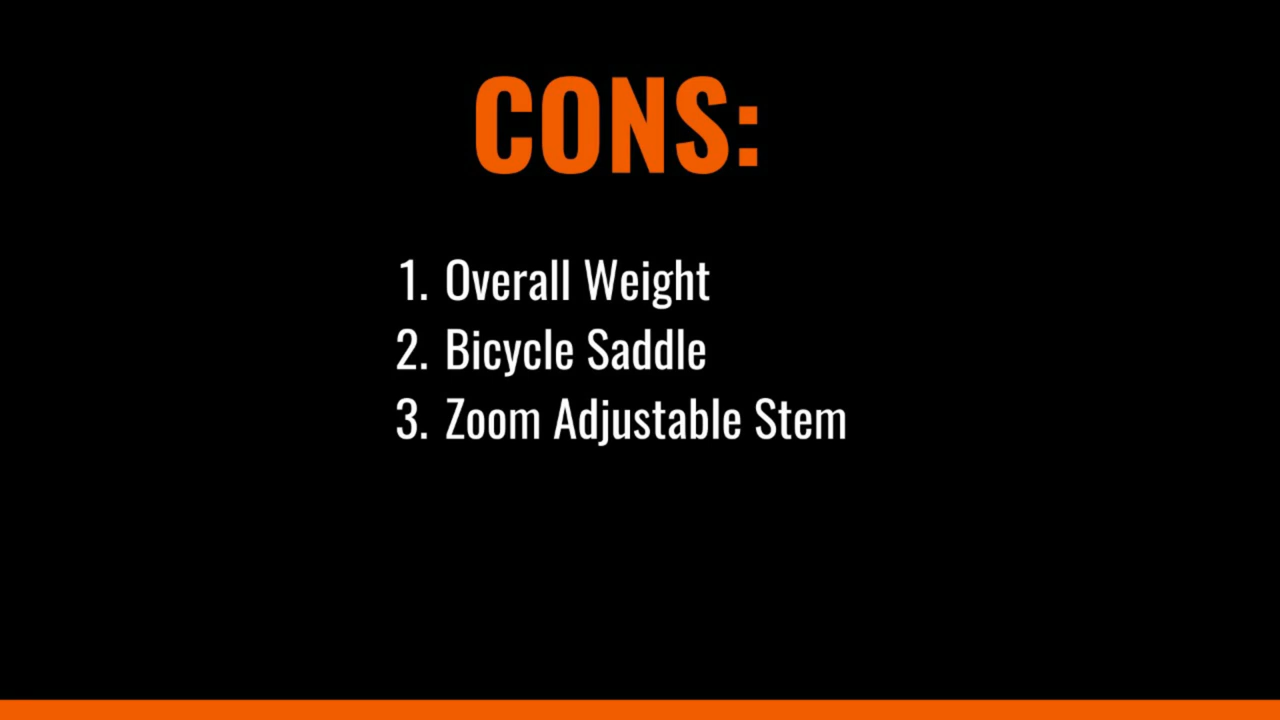 CONS:
1. Overall Weight
2. Bicycle Saddle
3. Zoom Adjustable Stem